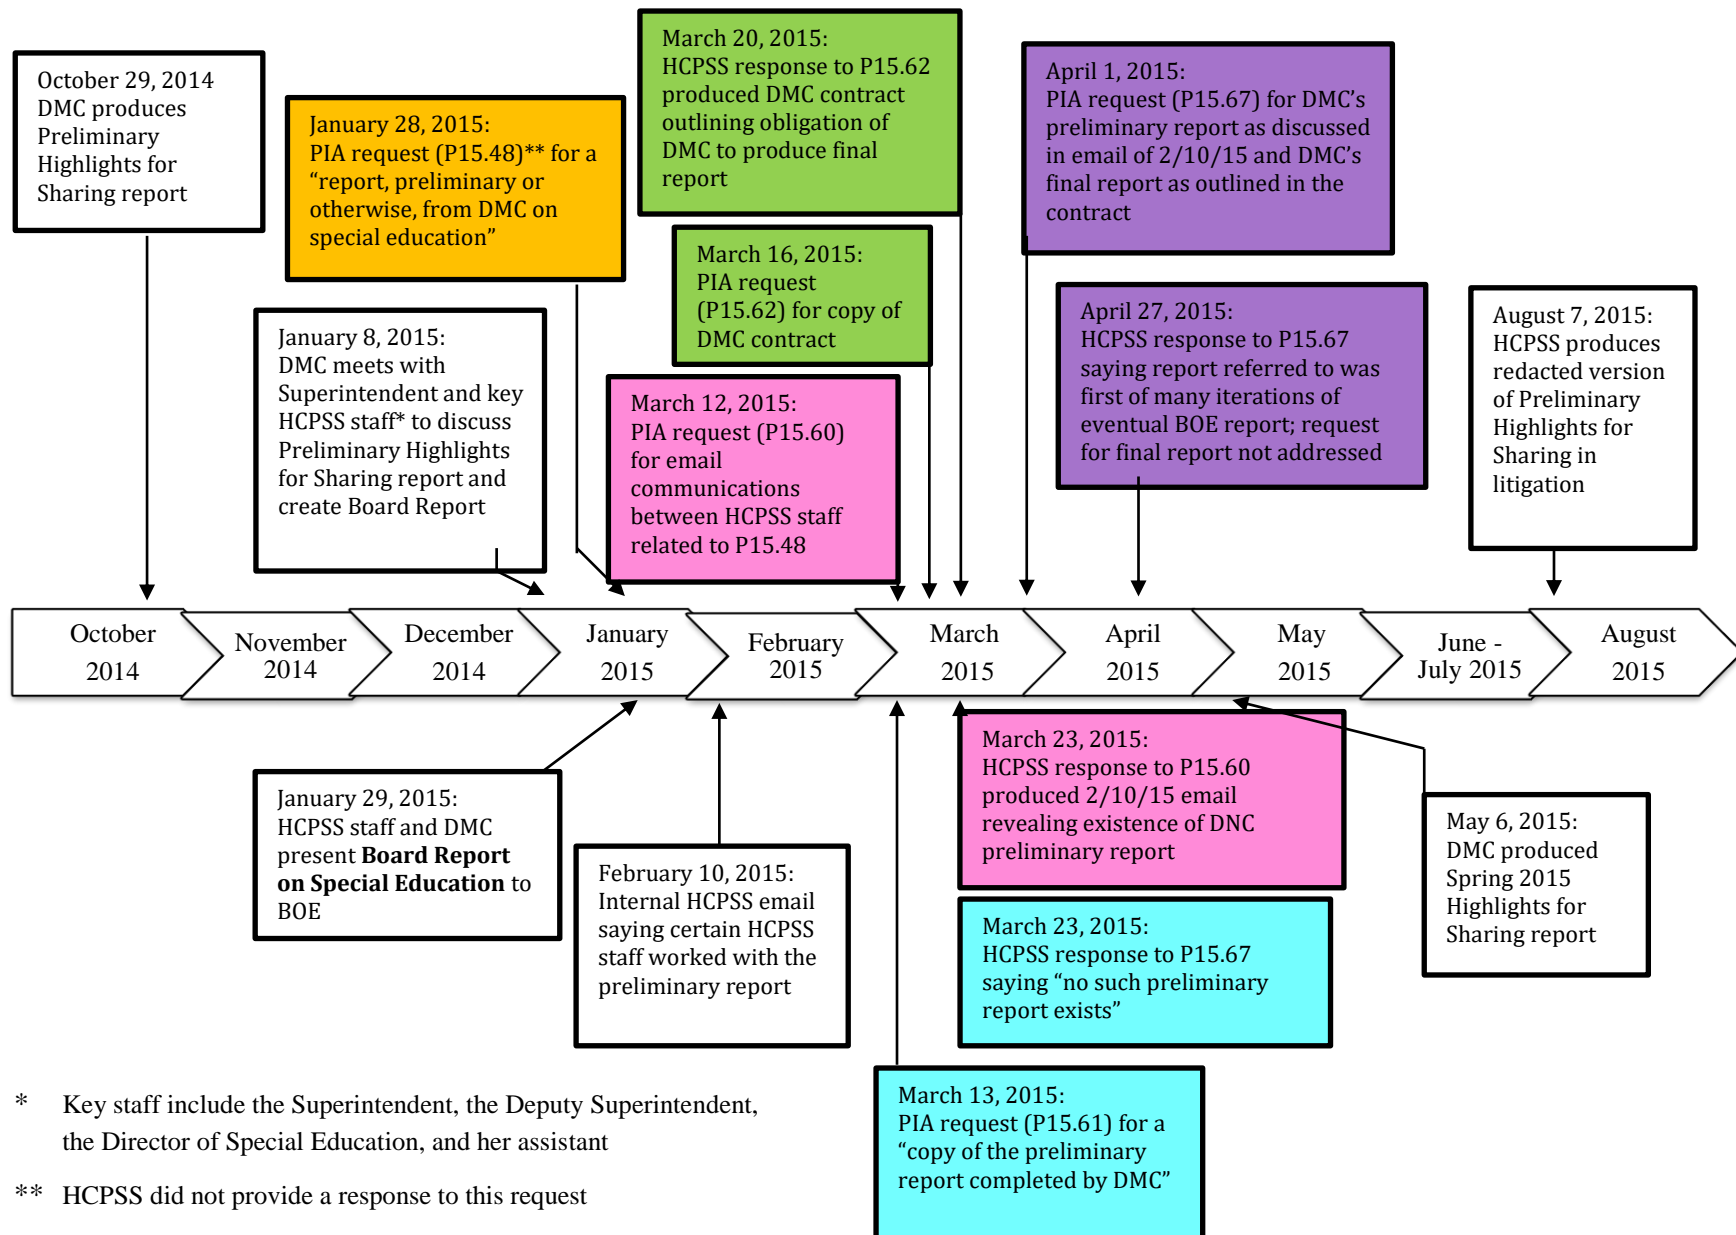 October 29, 2014
DMC produces
Preliminary
Highlights for
Sharing report
January 28, 2015:
PIA request (P15.48)** for a
“report, preliminary or
otherwise, from DMC on
special education”
March 20, 2015:
HCPSS response to P15.62
produced DMC contract
outlining obligation of
DMC to produce final
report
April 1, 2015:
PIA request (P15.67) for DMC’s
preliminary report as discussed
in email of 2/10/15 and DMC’s
final report as outlined in the
contract
January 8, 2015:
DMC meets with
Superintendent and key
HCPSS staff* to discuss
Preliminary Highlights
for Sharing report and
create Board Report
March 16, 2015:
PIA request
(P15.62) for copy of
DMC contract
March 12, 2015:
PIA request (P15.60)
for email
communications
between HCPSS staff
related to P15.48
April 27, 2015:
HCPSS response to P15.67
saying report referred to was
first of many iterations of
eventual BOE report; request
for final report not addressed
August 7, 2015:
HCPSS produces
redacted version
of Preliminary
Highlights for
Sharing in
litigation
October
2014
November
2014
December
2014
January
2015
February
2015
March
2015
April
2015
May
2015
June -
July 2015
August
2015
January 29, 2015:
HCPSS staff and DMC
present Board Report
on Special Education to
BOE
February 10, 2015:
Internal HCPSS email
saying certain HCPSS
staff worked with the
preliminary report
March 23, 2015:
HCPSS response to P15.60
produced 2/10/15 email
revealing existence of DNC
preliminary report
May 6, 2015:
DMC produced
Spring 2015
Highlights for
Sharing report
March 23, 2015:
HCPSS response to P15.67
saying “no such preliminary
report exists”
March 13, 2015:
PIA request (P15.61) for a
“copy of the preliminary
report completed by DMC”
* Key staff include the Superintendent, the Deputy Superintendent,
the Director of Special Education, and her assistant
** HCPSS did not provide a response to this request